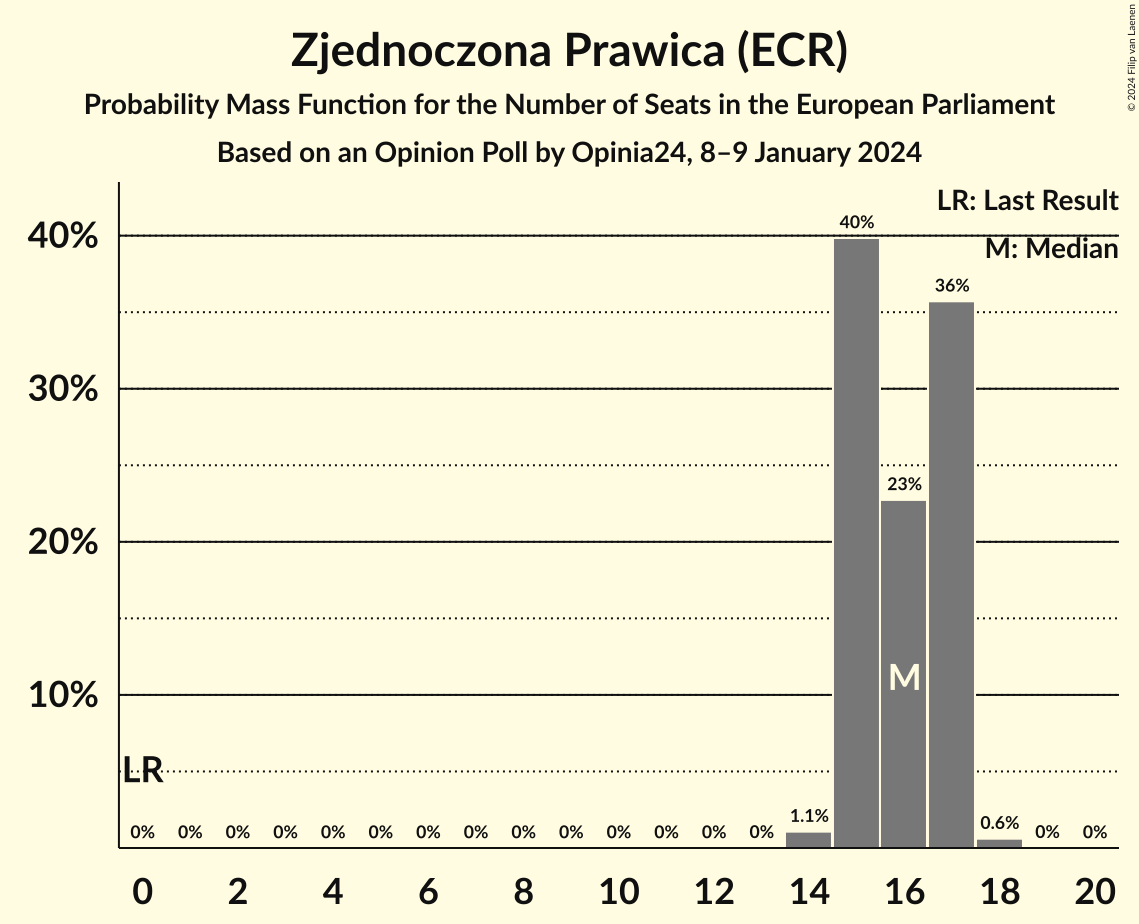 Zjednoczona Prawica (ECR)
Probability Mass Function for the Number of Seats in the European Parliament
Based on an Opinion Poll by Opinia24, 8–9 January 2024
© 2024 Filip van Laenen
LR: Last Result
M: Median
40%
30%
20%
10%
40%
36%
23%
M
LR
1.1%
0.6%
0% 0% 0% 0% 0% 0% 0% 0% 0% 0% 0% 0% 0% 0% 0% 0%
0 2 4 6 8 10 12 14 16 18 20